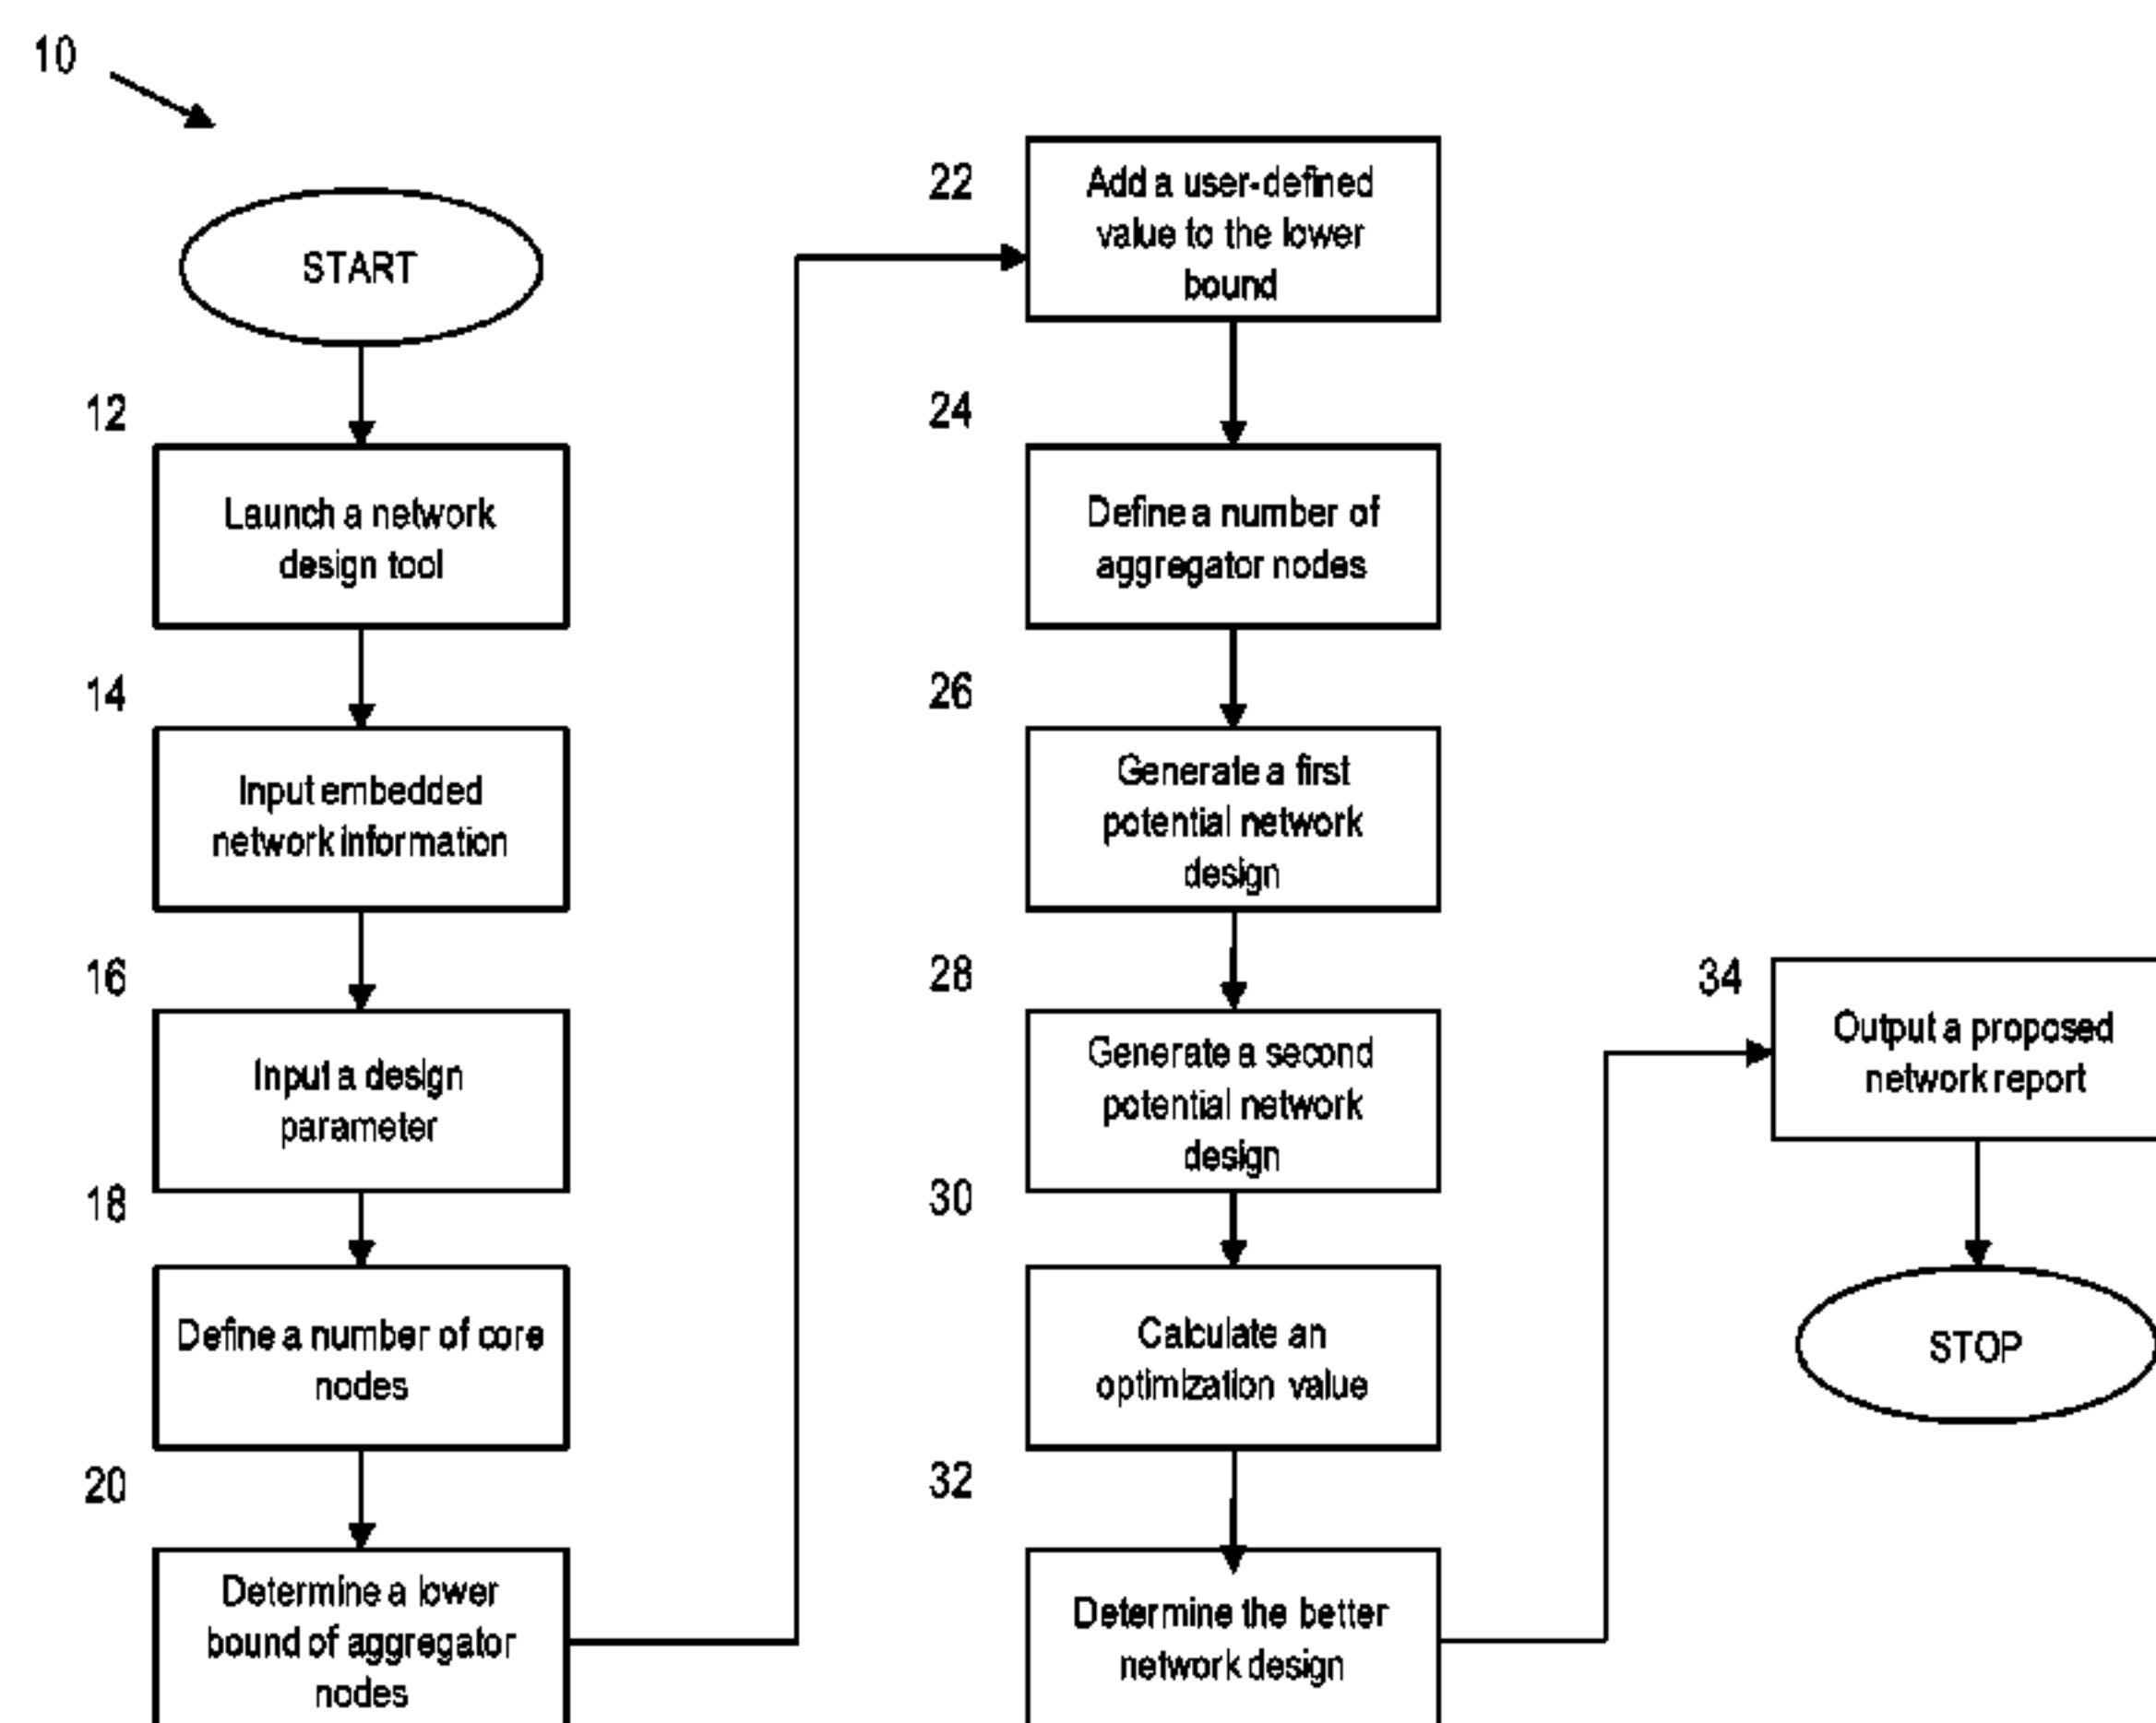 10
START
12
Launch a network
design tool
14
Input embedded
network information
16
Input a design
parameter
18
Define a number of core
nodes
20
Determine a lower
bound of aggregator
nodes
22
Add a user-defined
value to the lower
bound
24
Define a number of
aggregator nodes
26
Generate a first
potential network
design
28
Generate a second
potential network
design
30
Calculate an
optimization value
32
Determine the better
network design
34
Output a proposed
network report
STOP